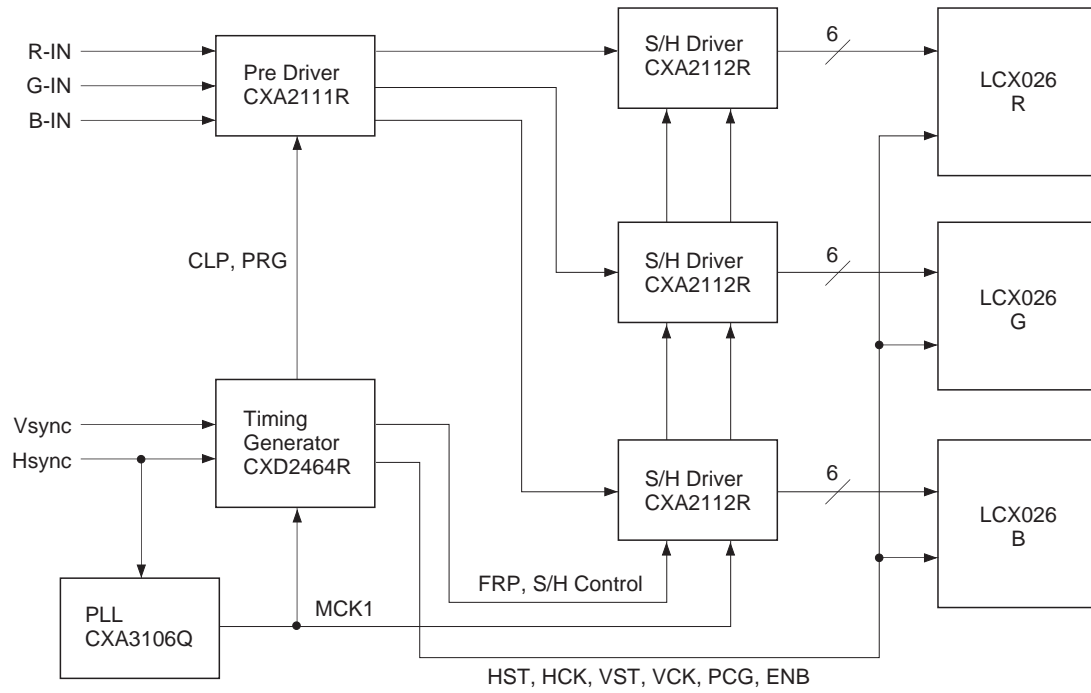 R-IN
G-IN
B-IN
Pre Driver
CXA2111R
S/H Driver
CXA2112R
6
LCX026
R
CLP, PRG
S/H Driver
CXA2112R
6
LCX026
G
Vsync
Hsync
Timing
Generator
CXD2464R
S/H Driver
CXA2112R
6
LCX026
B
PLL
CXA3106Q
MCK1
FRP, S/H Control
HST, HCK, VST, VCK, PCG, ENB